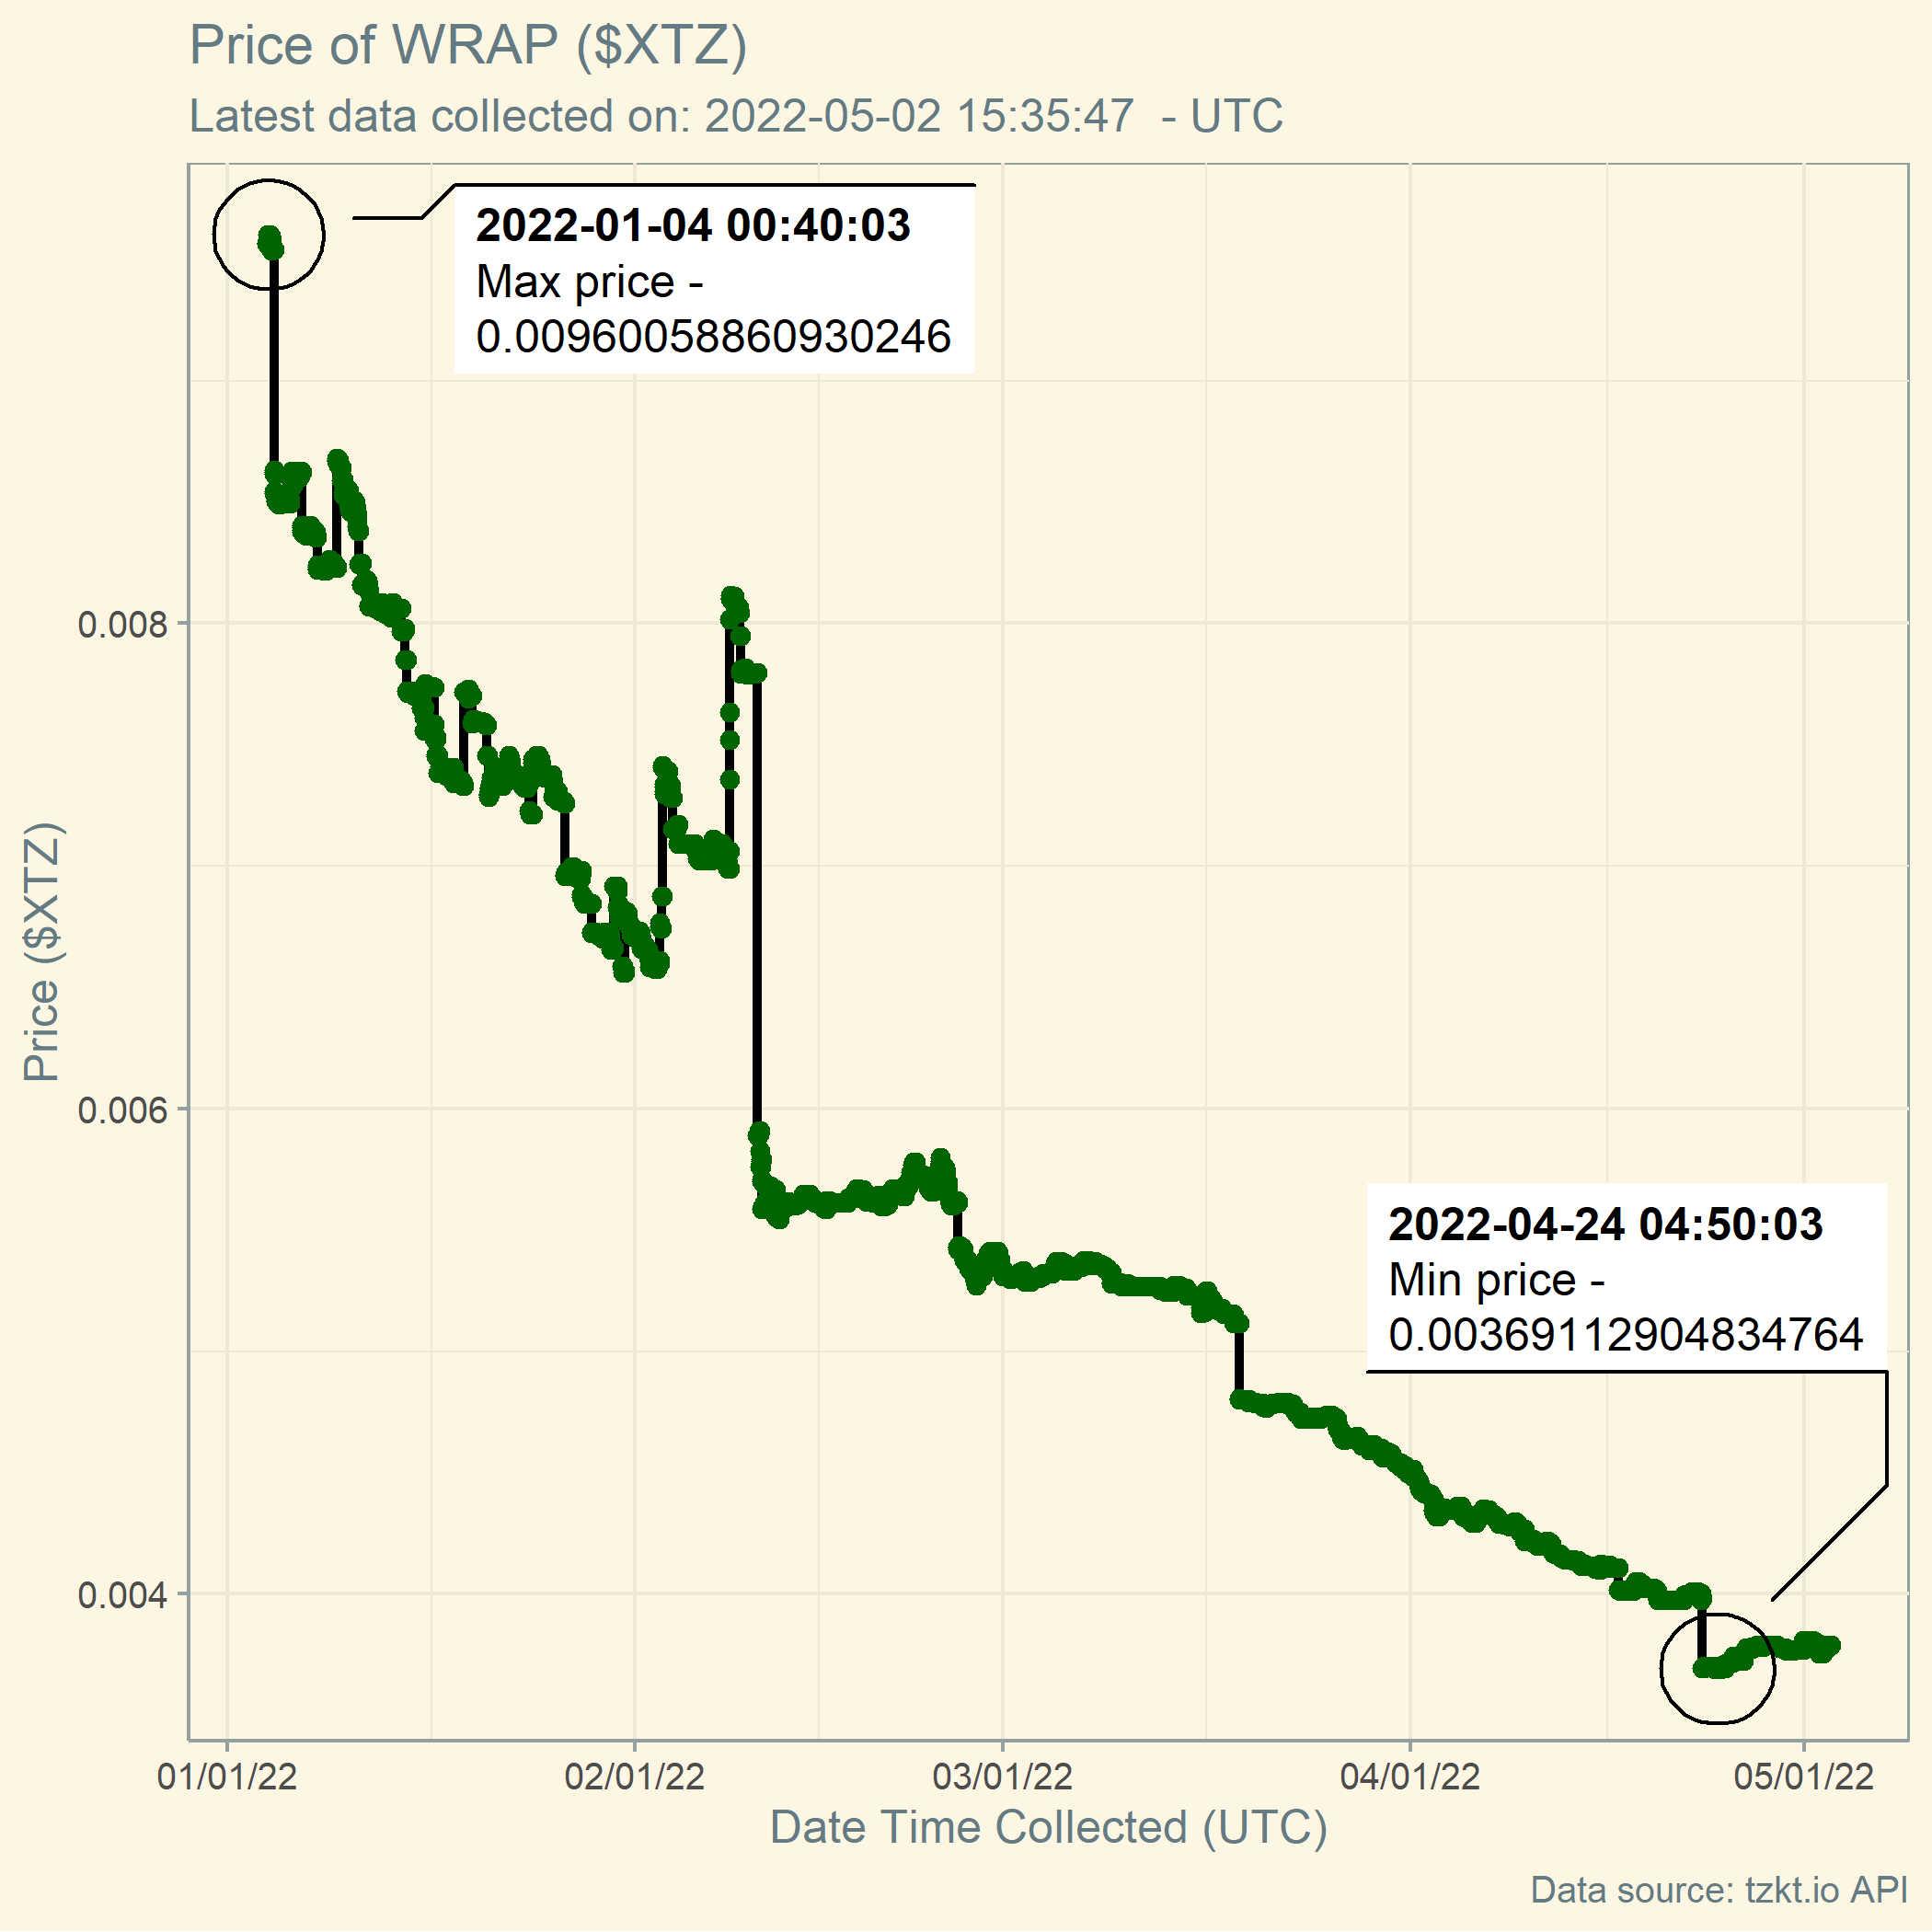 Price of WRAP ($XTZ)
Latest data collected on: 2022-05-02 15:35:47  - UTC
2022-01-04 00:40:03
Max price -
0.00960058860930246
0.008
0.006
0.004
Price ($XTZ)
2022-04-24 04:50:03
Min price -
0.00369112904834764
01/01/22
02/01/22
03/01/22
04/01/22
05/01/22
Date Time Collected (UTC)
Data source: tzkt.io API